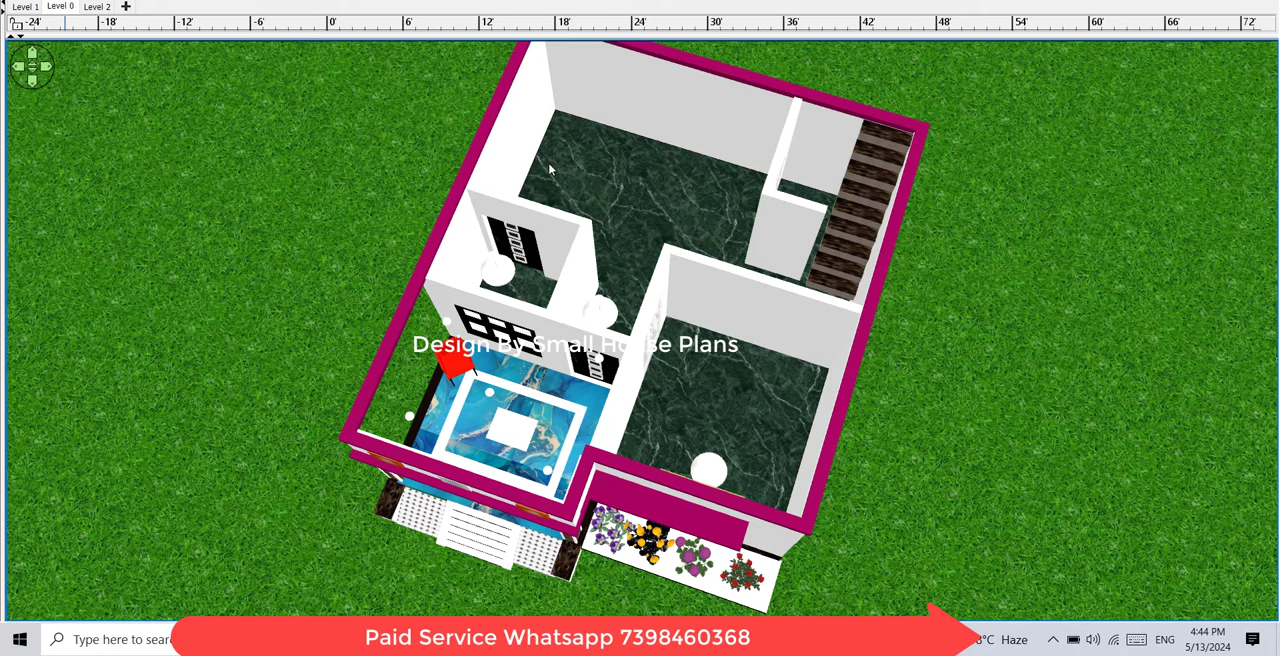 Level 1 Level 0 Level 2
-24' -18' -12' -6' 0' 6' 12' 18' 24' 30' 36' 42' 48' 54' 60' 66' 72'
Design By Small House Plans
Type here to sear
Paid Service Whatsapp 7398460368
°C Haze
ENG
4:44 PM
5/13/2024